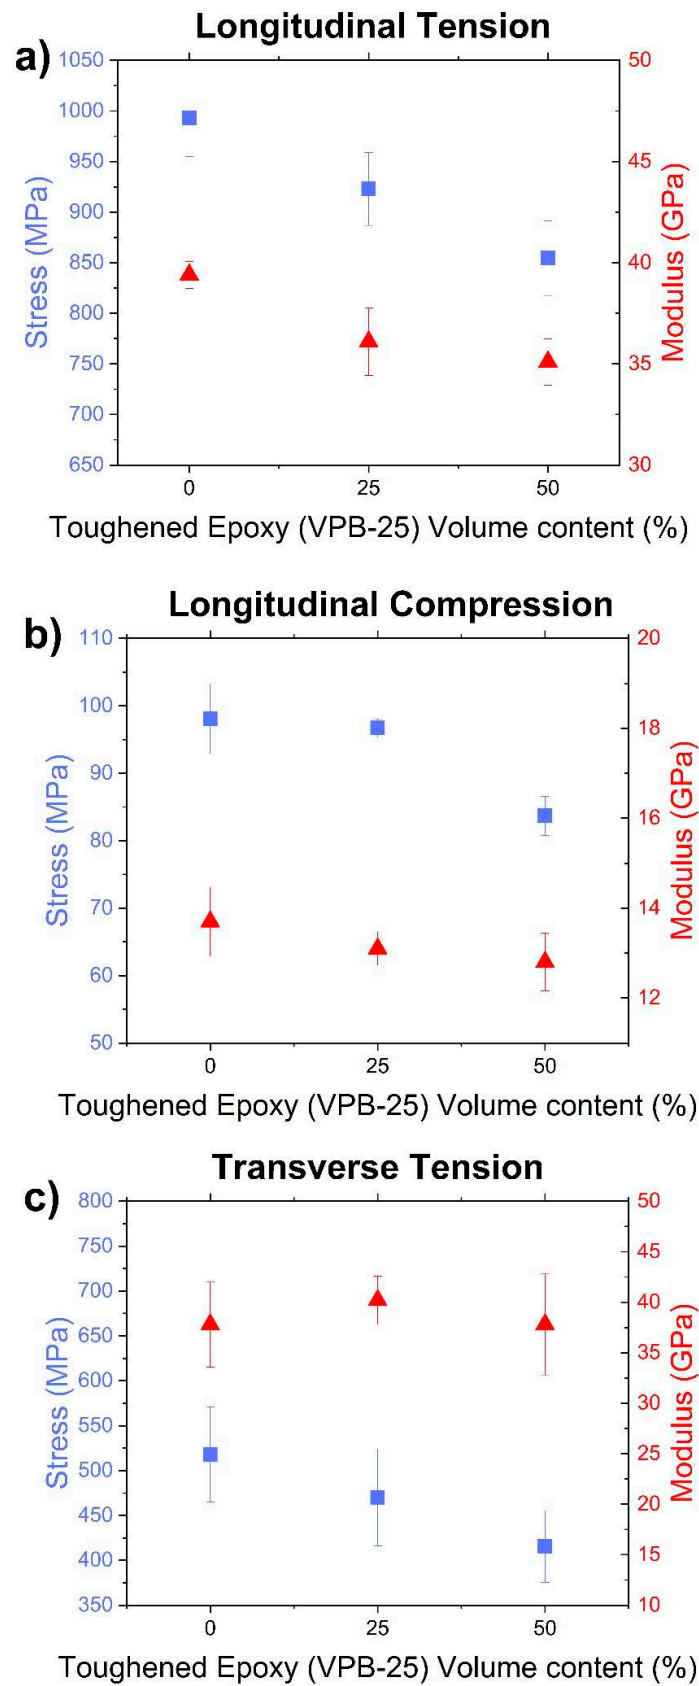 Longitudinal Tension
a)
1050
1000
950
900
850
800
750
700
650
Stress (MPa)
50
45
40
35
30
Modulus (GPa)
0 25 50
Toughened Epoxy (VPB-25) Volume content (%)
Longitudinal Compression
b)
110
100
90
80
70
60
50
Stress (MPa)
20
18
16
14
12
Modulus (GPa)
0 25 50
Toughened Epoxy (VPB-25) Volume content (%)
Transverse Tension
c)
800
750
700
650
600
550
500
450
400
350
Stress (MPa)
50
45
40
35
30
25
20
15
10
Modulus (GPa)
0 25 50
Toughened Epoxy (VPB-25) Volume content (%)